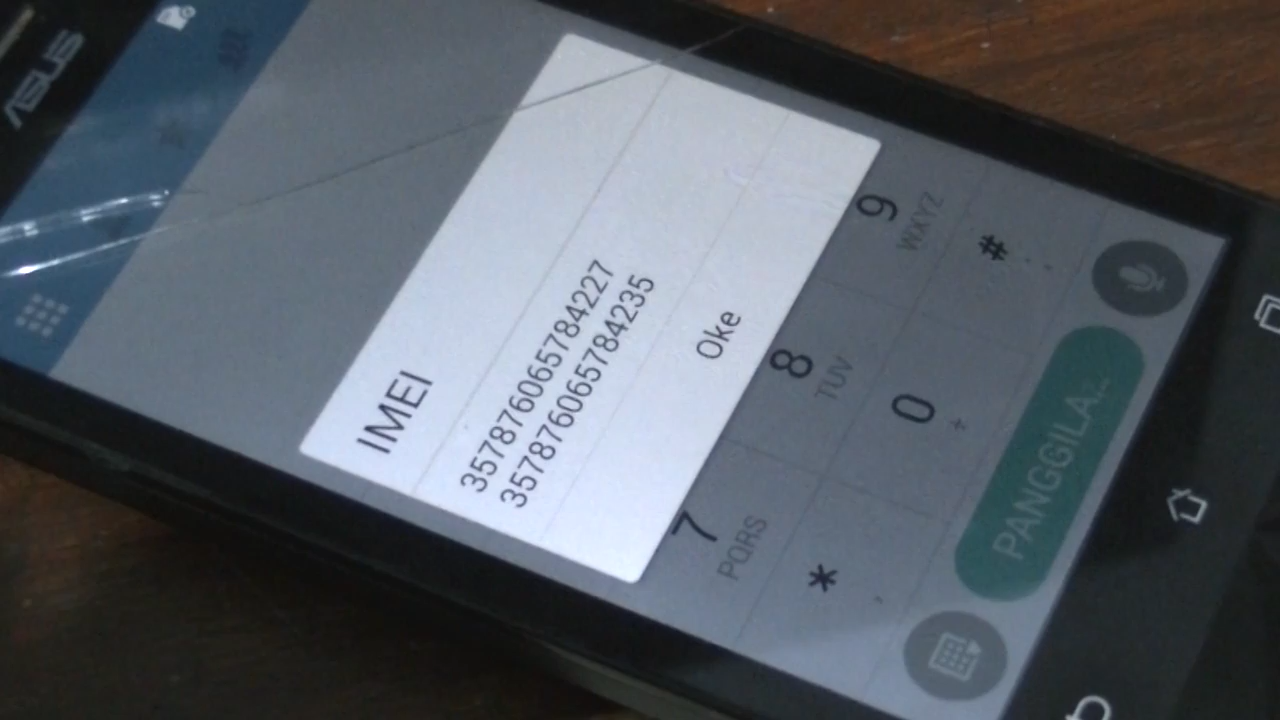 ASUS
IMEI
357876065784227
357876065784235
Oke
7 PQRS
8 TUV
9 WXYZ
*
0 +
#
PANGGILA...